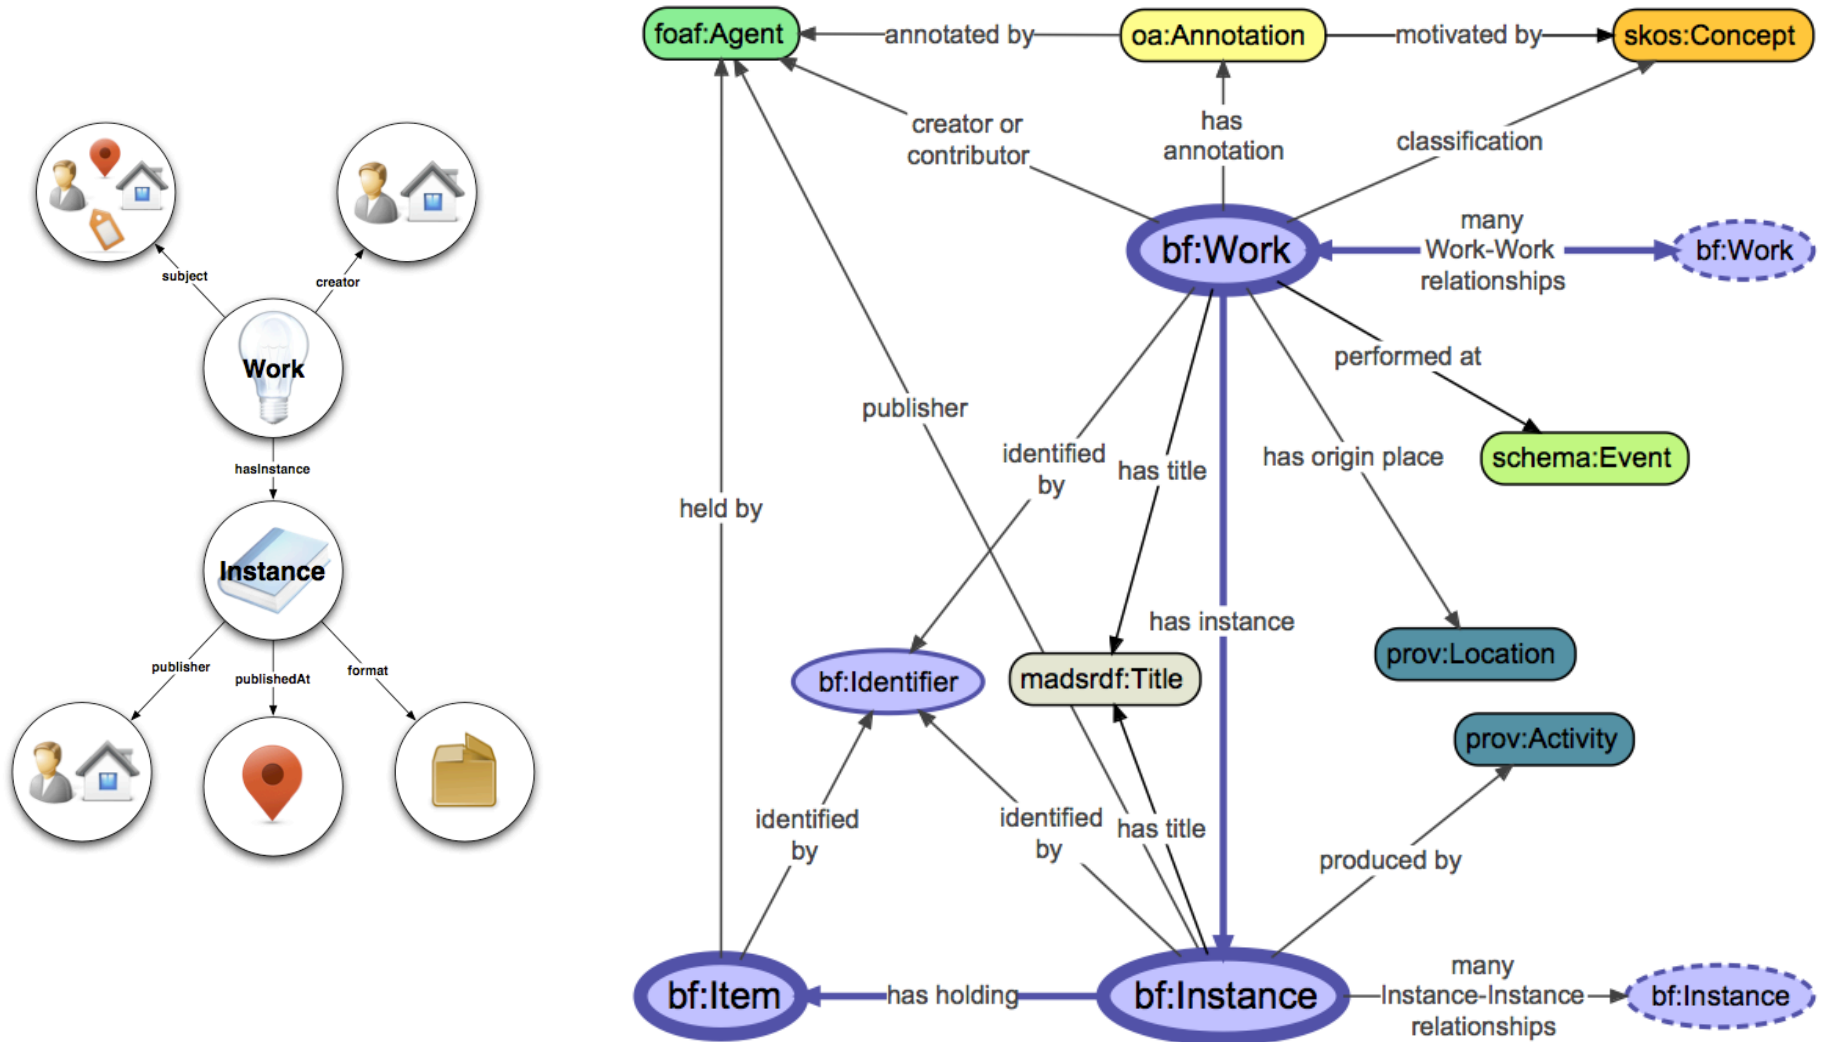 subject
creator
Work
hasInstance
Instance
publisher
publishedAt
format
foaf:Agent
annotated by
oa:Annotation
motivated by
skos:Concept
creator or
contributor
has
annotation
classification
bf:Work
many
Work-Work
relationships
bf:Work
performed at
publisher
identified
by
has title
has origin place
schema:Event
held by
has instance
bf:Identifier
madsrdf:Title
prov:Location
prov:Activity
identified
by
identified
by
has title
produced by
bf:Item
has holding
bf:Instance
many
Instance-Instance
relationships
bf:Instance